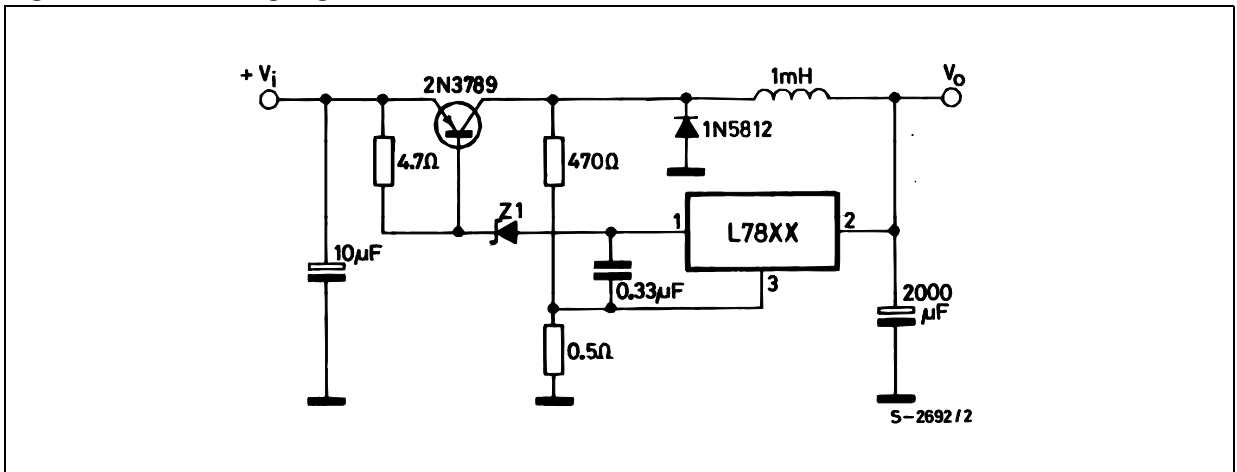 + Vi
2N3789
1mH
Vo
4.7Ω
470Ω
1N5812
Z1
1
L78XX
2
10µF
0.33µF
3
2000
µF
0.5Ω
S-2692/2